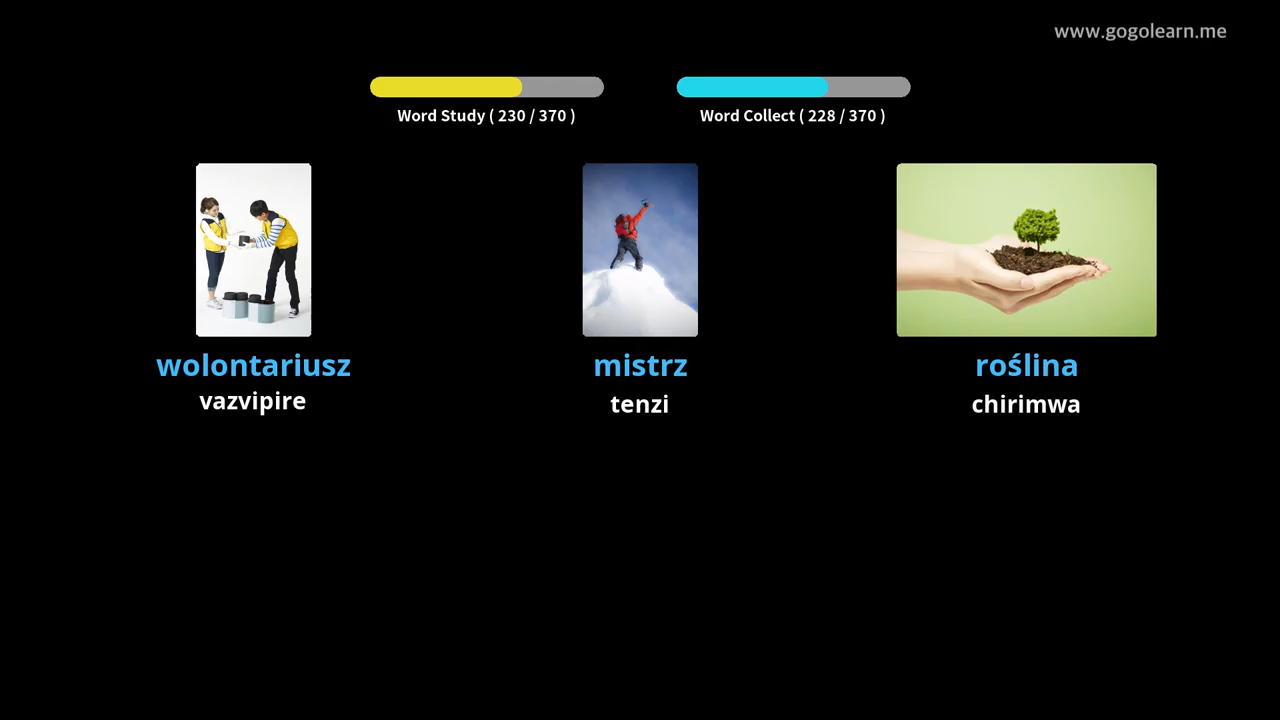 www.gogolearn.me
Word Study ( 230 / 370 )
Word Collect ( 228 / 370 )
wolontariusz
vazvipire
mistrz
tenzi
roślina
chirimwa